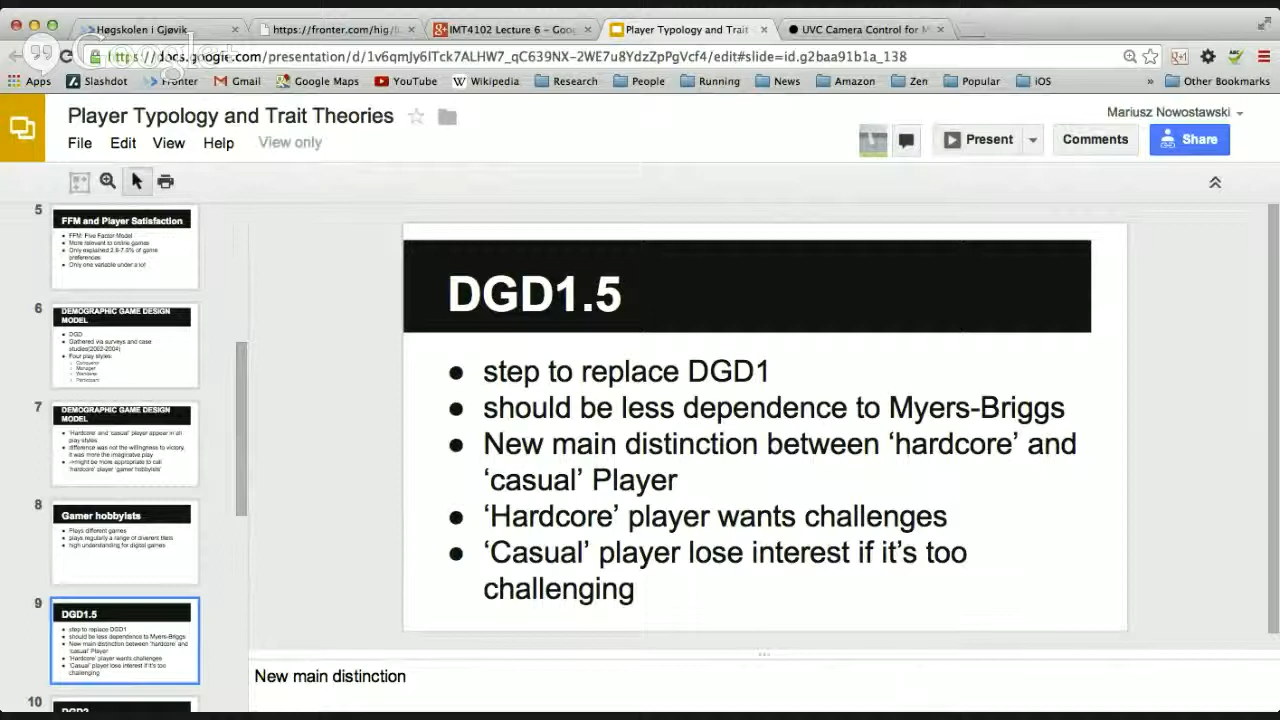 Høgskolen i Gjøvik
https://fronter.com/hig/l
IMT4102 Lecture 6 – Goog
Player Typology and Trait
UVC Camera Control for M
Google+
https://docs.google.com/presentation/d/1v6qmJy6ITck7ALHW7_qC639NX-2WE7u8YdzZpPgVcf4/edit#slide=id.g2baa91b1a_138
Apps
Slashdot
Fronter
Gmail
Google Maps
YouTube
Wikipedia
Research
People
Running
News
Amazon
Zen
Popular
iOS
»
Other Bookmarks
Player Typology and Trait Theories
Mariusz Nowostawski
File Edit View Help View only
Present
Comments
Share
5
FFM and Player Satisfaction
• FFM: Five Factor Model
• More relevant to online games
• Only explained 2.6-7.5% of game
preferences
• Only one variable under a lot
6
DEMOGRAPHIC GAME DESIGN
MODEL
• DGD
• Gathered via surveys and case
studies(2002-2004)
• Four play styles:
○ Conqueror
○ Manager
○ Wanderer
○ Participant
7
DEMOGRAPHIC GAME DESIGN
MODEL
• 'Hardcore' and 'casual' player appear in all
play styles
• difference was not the willingness to victory,
it was more the imaginative play
• ->might be more appropriate to call
'hardcore' player 'gamer hobbyists'
8
Gamer hobbyists
• Plays different games
• plays regularly a range of diverent titels
• high understanding for digital games
9
DGD1.5
• step to replace DGD1
• should be less dependence to Myers-Briggs
• New main distinction between 'hardcore' and
'casual' Player
• 'Hardcore' player wants challenges
• 'Casual' player lose interest if it's too
challenging
10
DGD2
DGD1.5
● step to replace DGD1
● should be less dependence to Myers-Briggs
● New main distinction between ‘hardcore’ and
‘casual’ Player
● ‘Hardcore’ player wants challenges
● ‘Casual’ player lose interest if it’s too
challenging
New main distinction